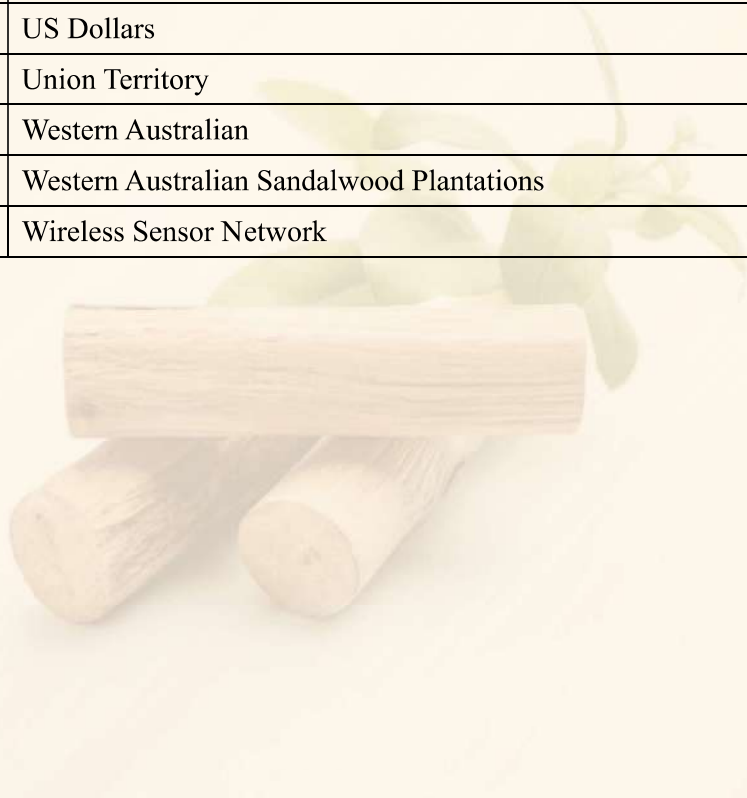 US Dollars
Union Territory
Western Australian
Western Australian Sandalwood Plantations
Wireless Sensor Network